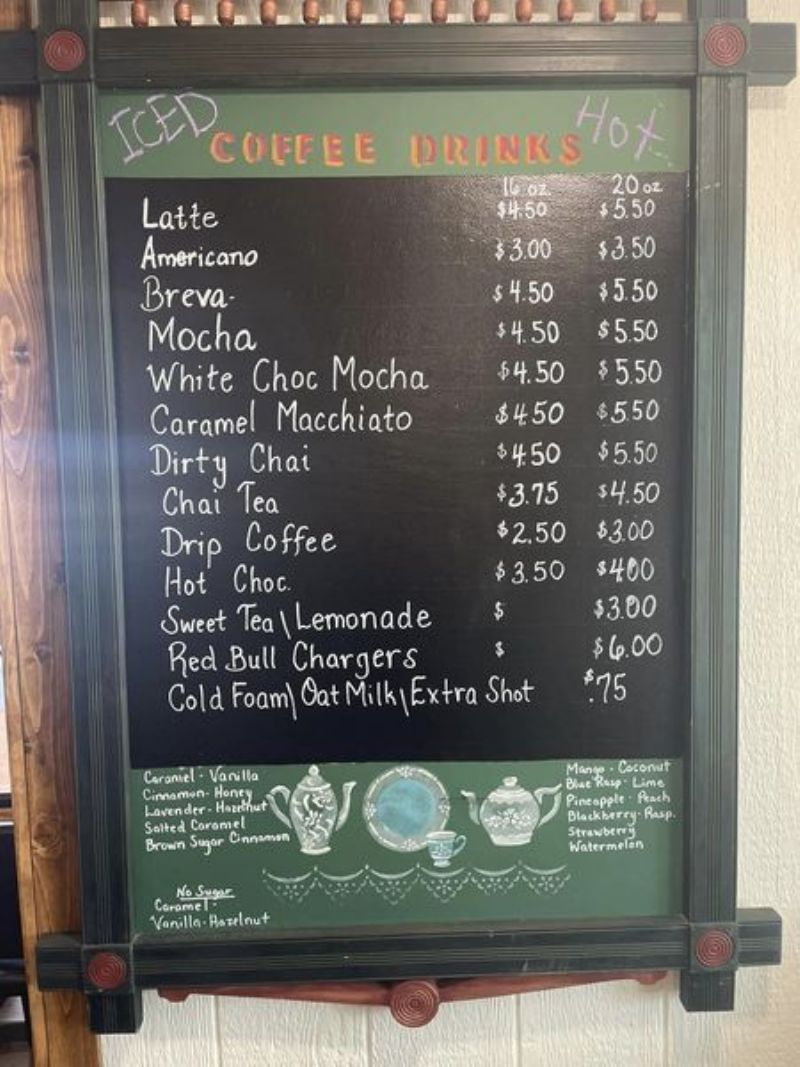 ICED HOT
COFFEE DRINKS
16 oz 20 oz
Latte $4.50 $5.50
Americano $3.00 $3.50
Breva- $4.50 $5.50
Mocha $4.50 $5.50
White Choc Mocha $4.50 $5.50
Caramel Macchiato $4.50 $5.50
Dirty Chai $4.50 $5.50
Chai Tea $3.75 $4.50
Drip Coffee $2.50 $3.00
Hot Choc. $3.50 $4.00
Sweet Tea \ Lemonade $ $3.00
Red Bull Chargers $ $6.00
Cold Foam \ Oat Milk \ Extra Shot $.75
Caramel - Vanilla
Cinnamon - Honey
Lavender - Hazelnut
Salted Caramel
Brown Sugar Cinnamon
No Sugar
Caramel -
Vanilla - Hazelnut
Mango - Coconut
Blue Rasp - Lime
Pineapple - Peach
Blackberry - Rasp.
Strawberry
Watermelon